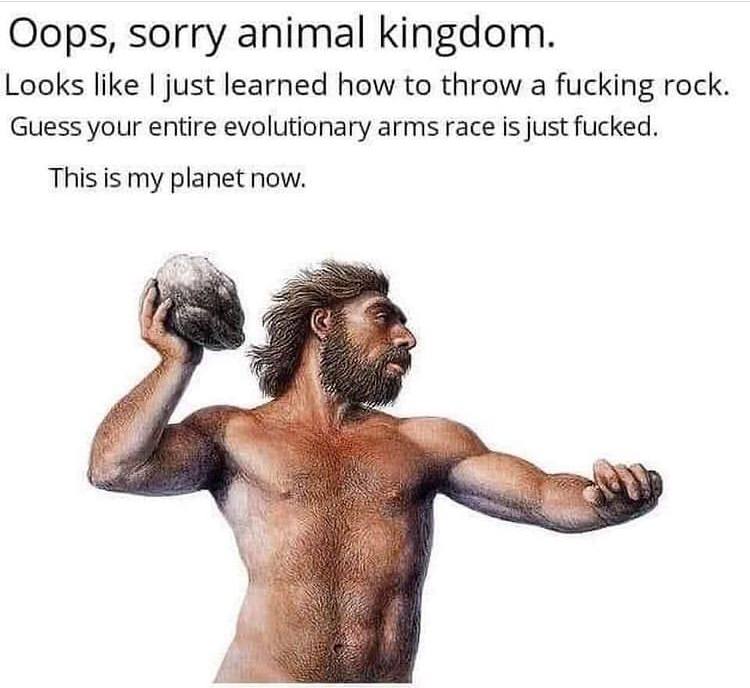 Oops, sorry animal kingdom.
Looks like I just learned how to throw a fucking rock.
Guess your entire evolutionary arms race is just fucked.
This is my planet now.